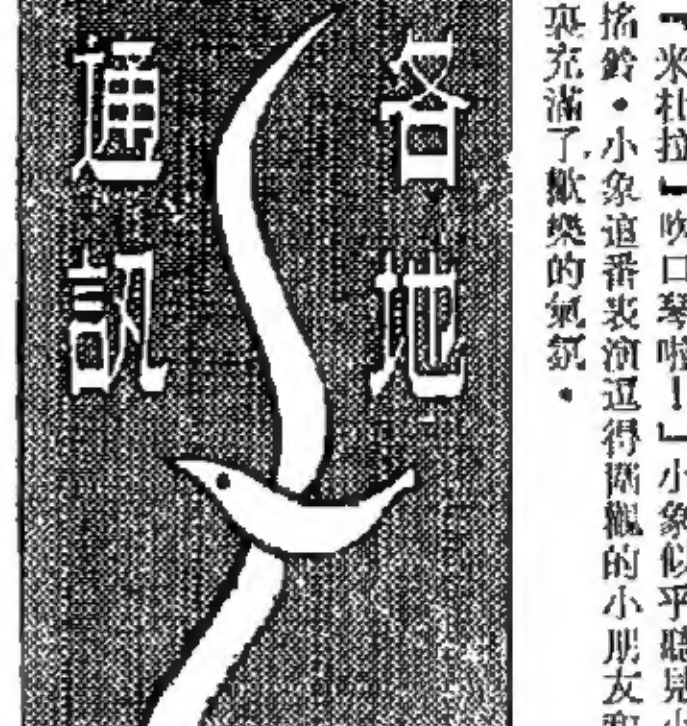 『米杜拉』吹口琴啦！」小象似乎聽見小
搖鈴。小象這番表演逗得圍觀的小朋友和
裏充滿了歡樂的氣氛。
各地
通訊